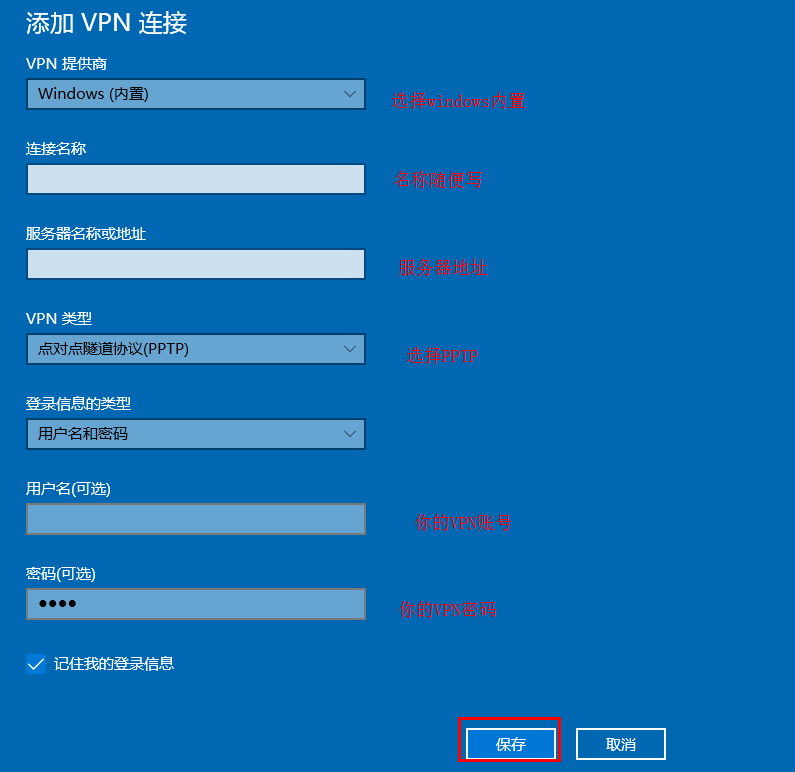 添加 VPN 连接
VPN 提供商
Windows (内置)
选择windows内置
连接名称
名称随便写
服务器名称或地址
服务器地址
VPN 类型
点对点隧道协议(PPTP)
选择PPTP
登录信息的类型
用户名和密码
用户名(可选)
你的VPN账号
密码(可选)
●●●●
你的VPN密码
记住我的登录信息
保存
取消